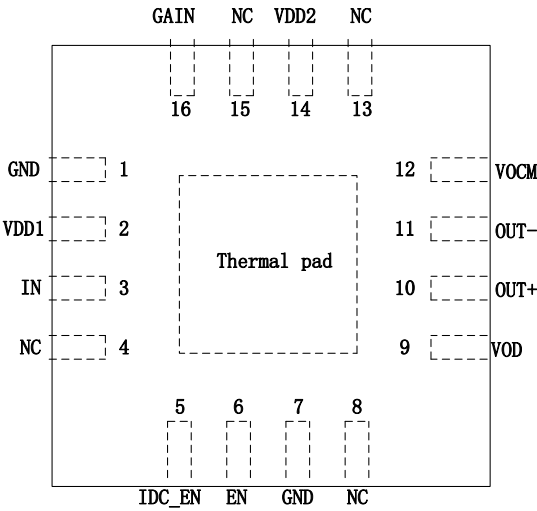 GAIN NC VDD2 NC
16 15 14 13
GND 1 12 VOCM
VDD1 2 11 OUT-
Thermal pad
IN 3 10 OUT+
NC 4 9 VOD
5 6 7 8
IDC_EN EN GND NC